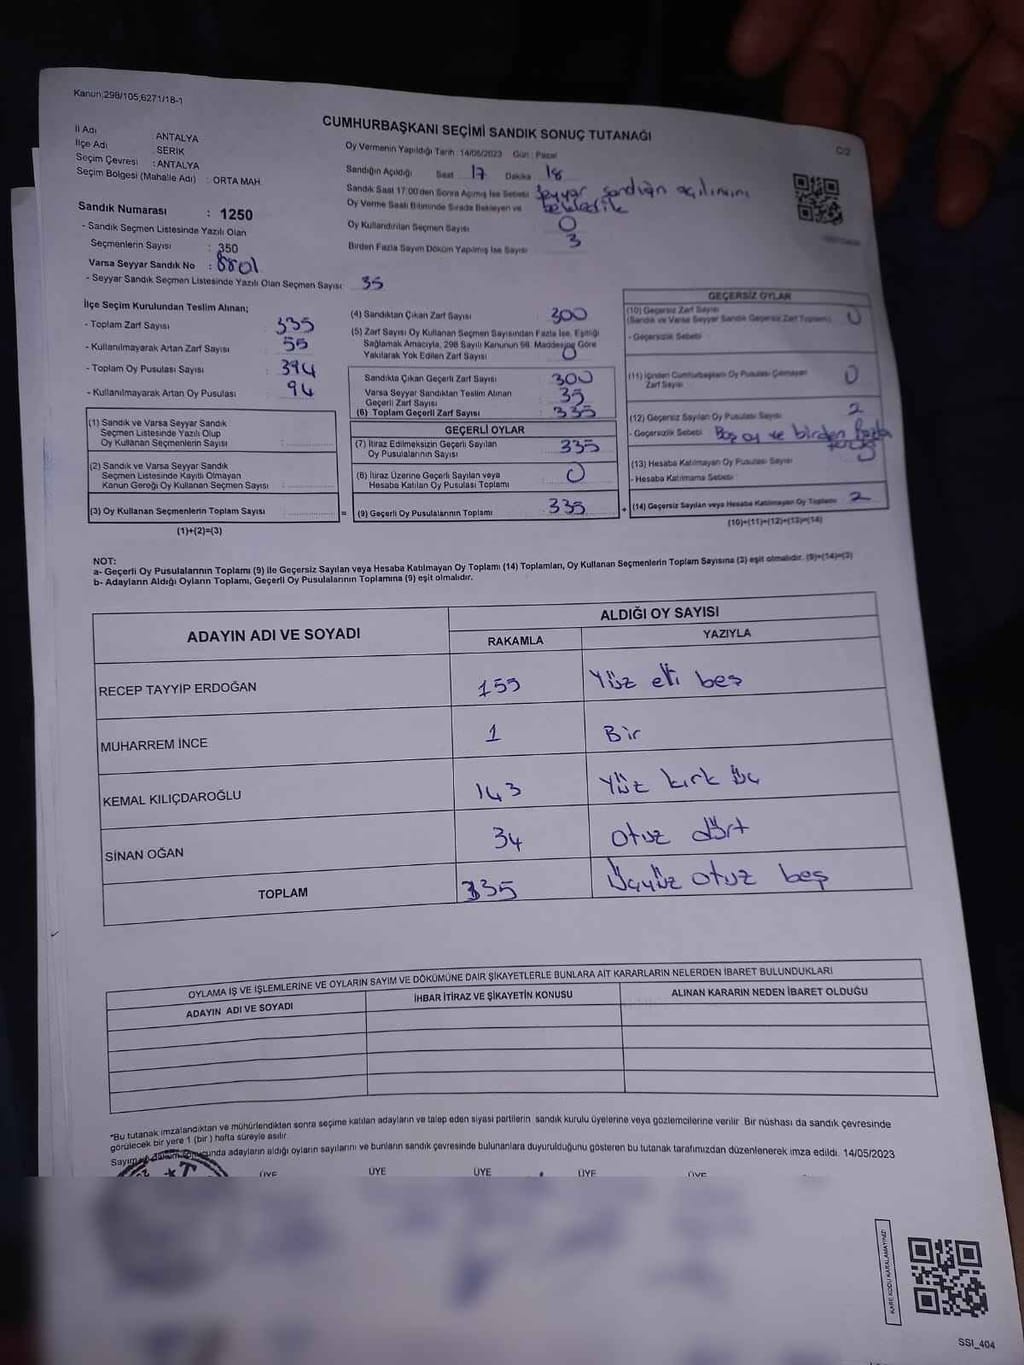 Kanun:298/105,6271/18-1
CUMHURBAŞKANI SEÇİMİ SANDIK SONUÇ TUTANAĞI
C/2
İl Adı : ANTALYA
İlçe Adı : SERİK
Seçim Çevresi : ANTALYA
Seçim Bölgesi (Mahalle Adı) : ORTA MAH.
Sandık Numarası : 1250
- Sandık Seçmen Listesinde Yazılı Olan
Seçmenlerin Sayısı : 350
Varsa Seyyar Sandık No : 8801
- Seyyar Sandık Seçmen Listesinde Yazılı Olan Seçmen Sayısı: 35
Oy Vermenin Yapıldığı Tarih : 14/05/2023 Gün : Pazar
Sandığın Açıldığı Saat 17 Dakika 18
Sandık Saat 17:00'den Sonra Açmış İse Sebebi Seyyar sandığın açılımını
bekledik
Oy Verme Saati Bitiminde Sırada Bekleyen ve
Oy Kullandırılan Seçmen Sayısı 0
Birden Fazla Sayım Döküm Yapılmış İse Sayısı 3
İlçe Seçim Kurulundan Teslim Alınan;
- Toplam Zarf Sayısı : 335
- Kullanılmayarak Artan Zarf Sayısı : 55
- Toplam Oy Pusulası Sayısı : 394
- Kullanılmayarak Artan Oy Pusulası : 94
(1) Sandık ve Varsa Seyyar Sandık
Seçmen Listesinde Yazılı Olup
Oy Kullanan Seçmenlerin Sayısı :
(2) Sandık ve Varsa Seyyar Sandık
Seçmen Listesinde Kayıtlı Olmayan
Kanun Gereği Oy Kullanan Seçmen Sayısı :
(3) Oy Kullanan Seçmenlerin Toplam Sayısı
(1)+(2)=(3)
(4) Sandıktan Çıkan Zarf Sayısı : 300
(5) Zarf Sayısı Oy Kullanan Seçmen Sayısından Fazla İse, Eşitliği
Sağlamak Amacıyla, 298 Sayılı Kanunun 98. Maddesine Göre
Yakılarak Yok Edilen Zarf Sayısı : 0
Sandıkta Çıkan Geçerli Zarf Sayısı : 300
Varsa Seyyar Sandıktan Teslim Alınan
Geçerli Zarf Sayısı : 35
(6) Toplam Geçerli Zarf Sayısı : 335
GEÇERLİ OYLAR
(7) İtiraz Edilmeksizin Geçerli Sayılan
Oy Pusulalarının Sayısı : 335
(8) İtiraz Üzerine Geçerli Sayılan veya
Hesaba Katılan Oy Pusulası Toplamı : 0
= (9) Geçerli Oy Pusulalarının Toplamı : 335
GEÇERSİZ OYLAR
(10) Geçersiz Zarf Sayısı
(Sandık ve Varsa Seyyar Sandık Geçersiz Zarf Toplamı) : 0
- Geçersizlik Sebebi
(11) İçinden Cumhurbaşkanı Oy Pusulası Çıkmayan
Zarf Sayısı : 0
(12) Geçersiz Sayılan Oy Pusulası Sayısı : 2
- Geçersizlik Sebebi : Boş oy ve birden fazla
tercih
(13) Hesaba Katılmayan Oy Pusulası Sayısı
- Hesaba Katılmama Sebebi
+ (14) Geçersiz Sayılan veya Hesaba Katılmayan Oy Toplamı : 2
(10)+(11)+(12)+(13)=(14)
NOT:
a- Geçerli Oy Pusulalarının Toplamı (9) ile Geçersiz Sayılan veya Hesaba Katılmayan Oy Toplamı (14) Toplamları, Oy Kullanan Seçmenlerin Toplam Sayısına (3) eşit olmalıdır. (9)+(14)=(3)
b- Adayların Aldığı Oyların Toplamı, Geçerli Oy Pusulalarının Toplamına (9) eşit olmalıdır.
ADAYIN ADI VE SOYADI
ALDIĞI OY SAYISI
RAKAMLA YAZIYLA
RECEP TAYYİP ERDOĞAN 155 Yüz elli beş
MUHARREM İNCE 1 Bir
KEMAL KILIÇDAROĞLU 143 Yüz kırk üç
SİNAN OĞAN 34 otuz dört
TOPLAM 335 Üçyüz otuz beş
OYLAMA İŞ VE İŞLEMLERİNE VE OYLARIN SAYIM VE DÖKÜMÜNE DAİR ŞİKAYETLERLE BUNLARA AİT KARARLARIN NELERDEN İBARET BULUNDUKLARI
ADAYIN ADI VE SOYADI İHBAR İTİRAZ VE ŞİKAYETİN KONUSU ALINAN KARARIN NEDEN İBARET OLDUĞU
*Bu tutanak imzalandıktan ve mühürlendikten sonra seçime katılan adayların ve talep eden siyasi partilerin sandık kurulu üyelerine veya gözlemcilerine verilir. Bir nüshası da sandık çevresinde
görülecek bir yere 1 (bir) hafta süreyle asılır.
Sayım ve döküm sonucunda adayların aldığı oyların sayılarını ve bunların sandık çevresinde bulunanlara duyurulduğunu gösteren bu tutanak tarafımızdan düzenlenerek imza edildi. 14/05/2023
ÜYE ÜYE ÜYE ÜYE ÜYE
KARE KODU KARALAMAYINIZ!
SSI_404